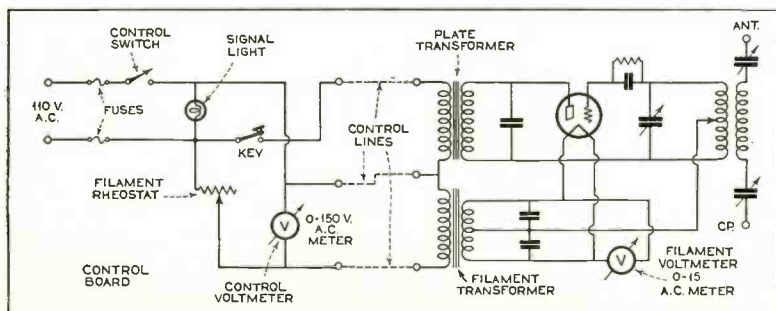 CONTROL
SWITCH
SIGNAL
LIGHT
PLATE
TRANSFORMER
ANT.
110 V.
A.C.
FUSES
KEY
CONTROL
LINES
FILAMENT
RHEOSTAT
V
0-150 V.
A.C.
METER
CONTROL
VOLTMETER
CONTROL
BOARD
FILAMENT
TRANSFORMER
V
FILAMENT
VOLTMETER
0-15
A.C. METER
CP.